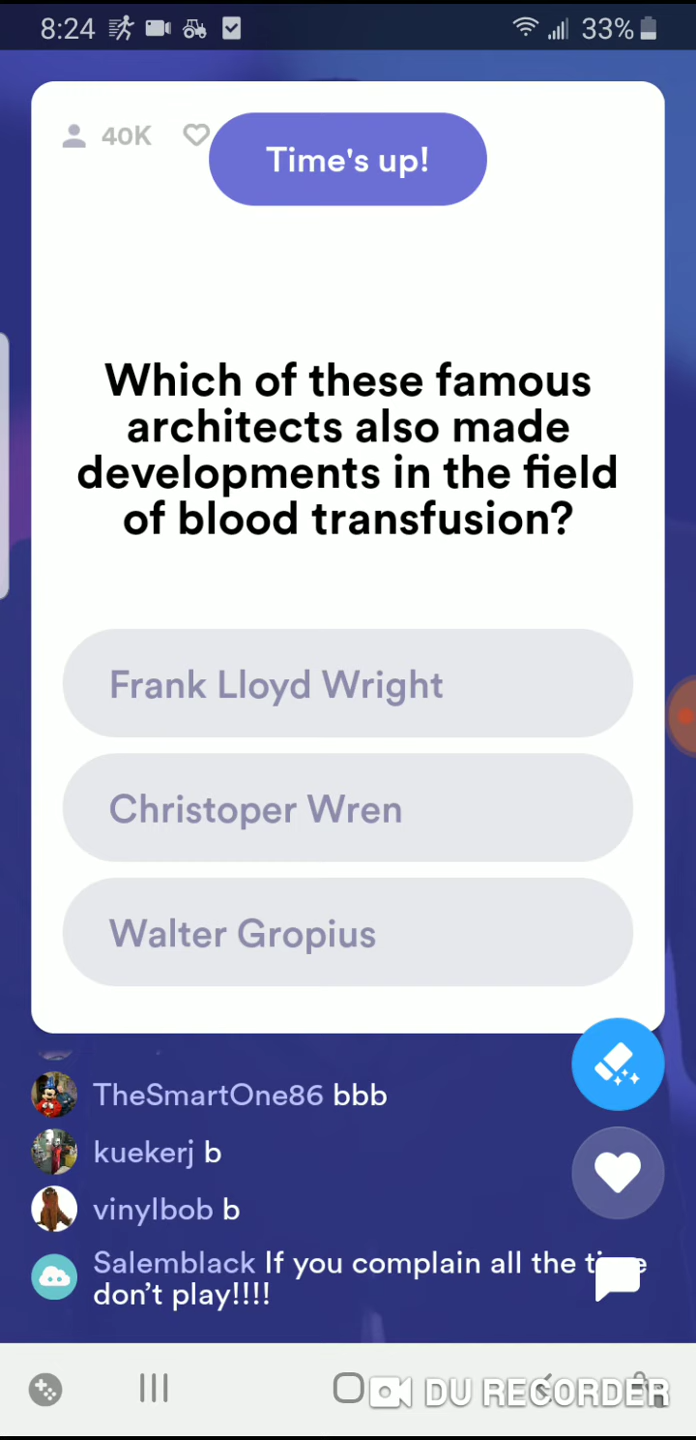 8:24
33%
40K
Time's up!
Which of these famous
architects also made
developments in the field
of blood transfusion?
Frank Lloyd Wright
Christoper Wren
Walter Gropius
TheSmartOne86 bbb
kuekerj b
vinylbob b
Salemblack If you complain all the time
don't play!!!!
DU RECORDER